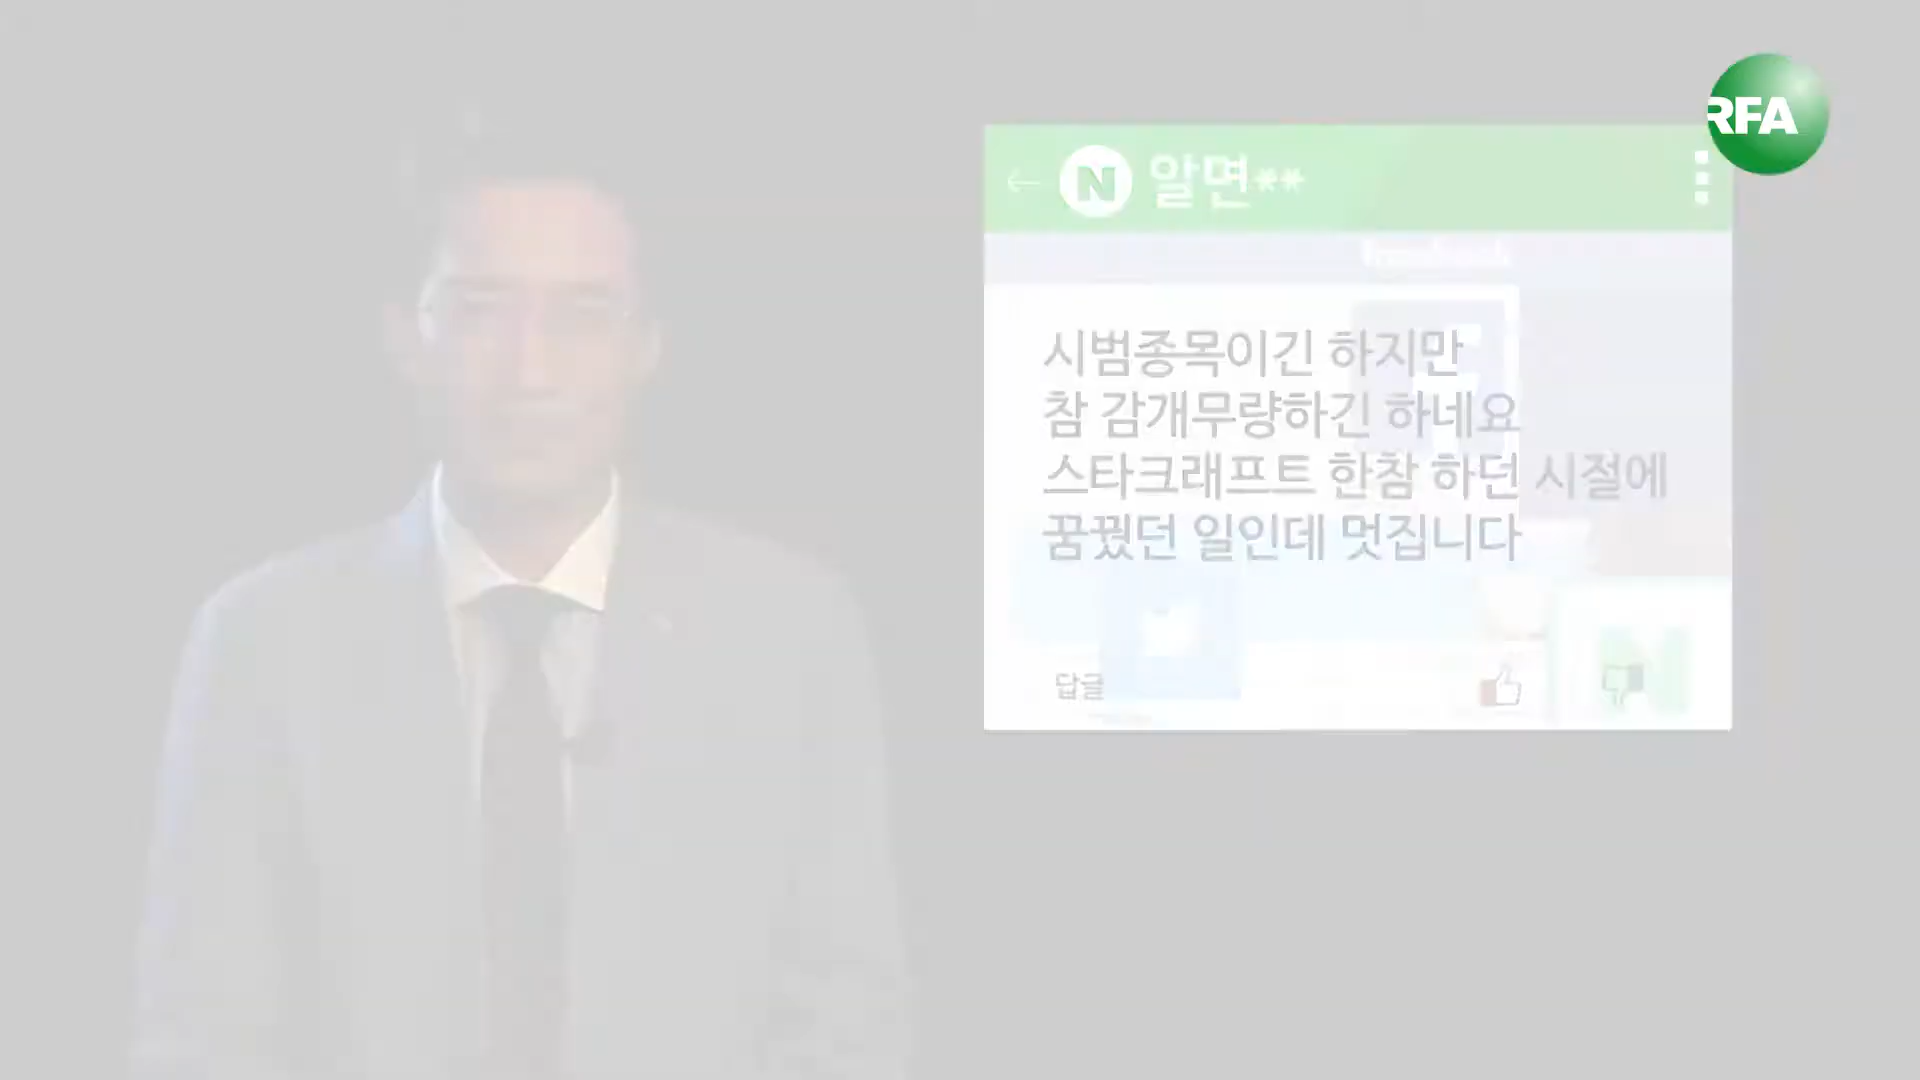 RFA
N 알면**
시범종목이긴 하지만
참 감개무량하긴 하네요
스타크래프트 한참 하던 시절에
꿈꿨던 일인데 멋집니다
답글